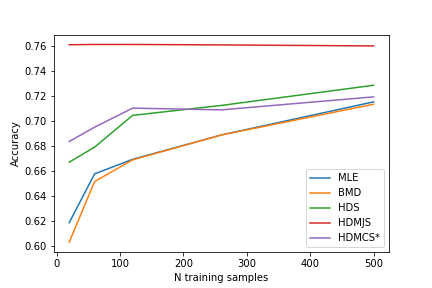 0.76
0.74
0.72
0.70
0.68
0.66
0.64
0.62
0.60
Accuracy
0 100 200 300 400 500
N training samples
MLE
BMD
HDS
HDMJS
HDMCS*